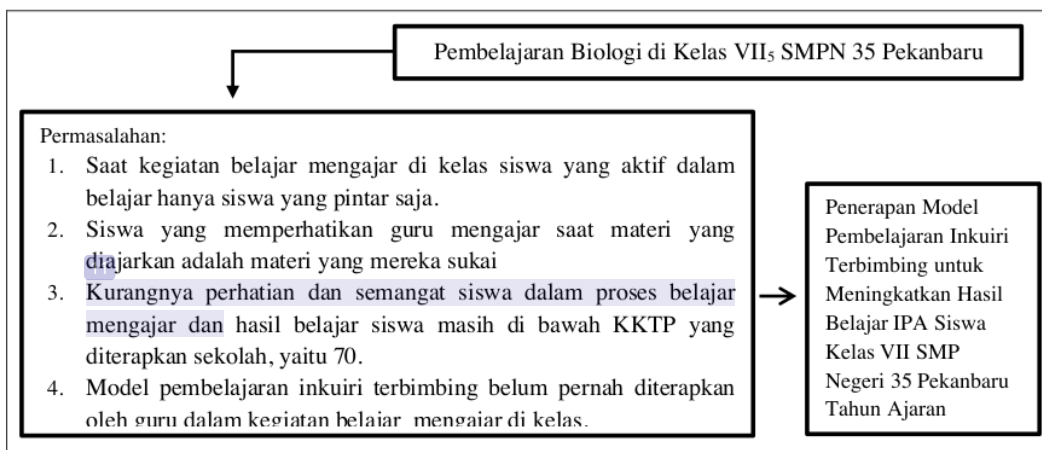 Pembelajaran Biologi di Kelas VII₅ SMPN 35 Pekanbaru
Permasalahan:
1. Saat kegiatan belajar mengajar di kelas siswa yang aktif dalam
belajar hanya siswa yang pintar saja.
2. Siswa yang memperhatikan guru mengajar saat materi yang
diajarkan adalah materi yang mereka sukai
3. Kurangnya perhatian dan semangat siswa dalam proses belajar
mengajar dan hasil belajar siswa masih di bawah KKTP yang
diterapkan sekolah, yaitu 70.
4. Model pembelajaran inkuiri terbimbing belum pernah diterapkan
oleh guru dalam kegiatan belajar mengajar di kelas.
Penerapan Model
Pembelajaran Inkuiri
Terbimbing untuk
Meningkatkan Hasil
Belajar IPA Siswa
Kelas VII SMP
Negeri 35 Pekanbaru
Tahun Ajaran